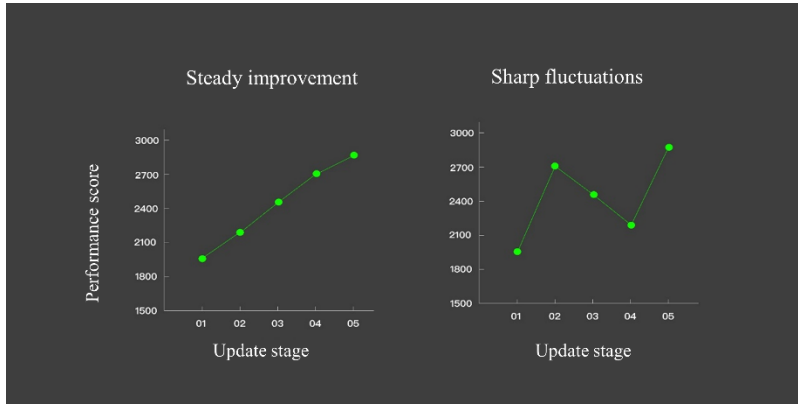 Steady improvement
Sharp fluctuations
Performance score
3000
2700
2400
2100
1800
1500
01 02 03 04 05
Update stage
3000
2700
2400
2100
1800
1500
01 02 03 04 05
Update stage